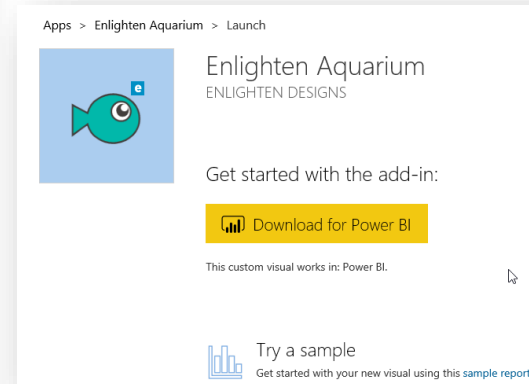 Apps > Enlighten Aquarium > Launch
e
Enlighten Aquarium
ENLIGHTEN DESIGNS
Get started with the add-in:
Download for Power BI
This custom visual works in: Power BI.
Try a sample
Get started with your new visual using this sample report